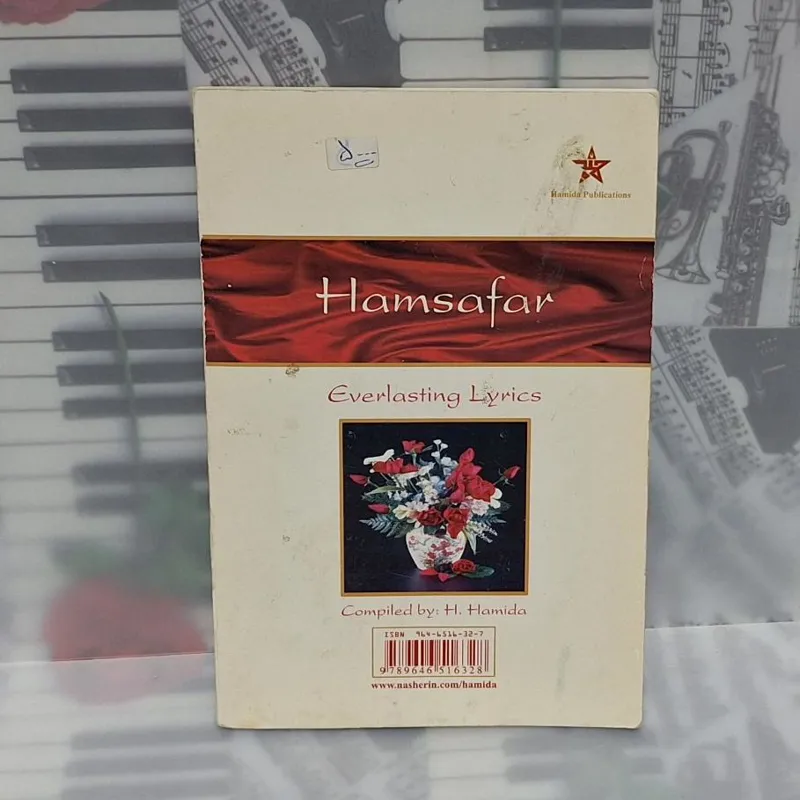 Hamida Publications
Hamsafar
Everlasting Lyrics
Compiled by: H. Hamida
ISBN 964-6516-32-7
9789646516328
www.nasherin.com/hamida